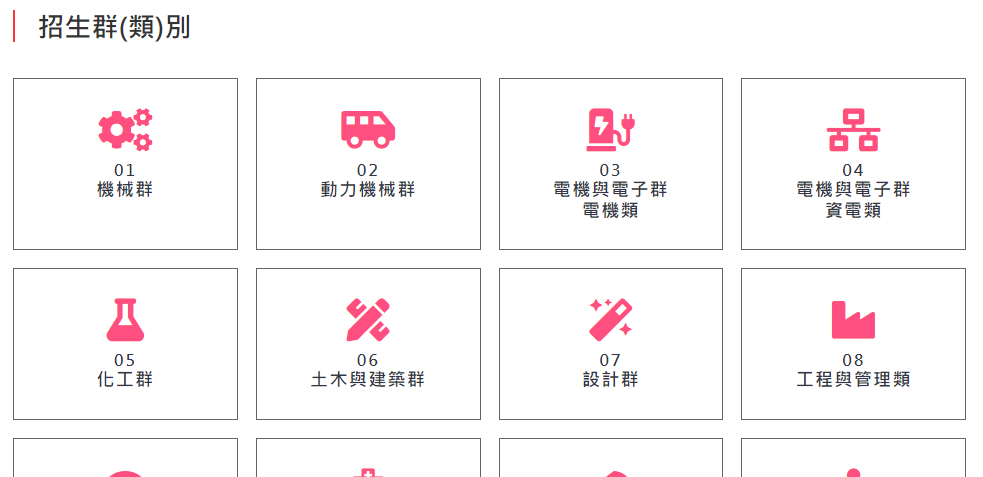 招生群(類)別
01
機械群
02
動力機械群
03
電機與電子群
電機類
04
電機與電子群
資電類
05
化工群
06
土木與建築群
07
設計群
08
工程與管理類